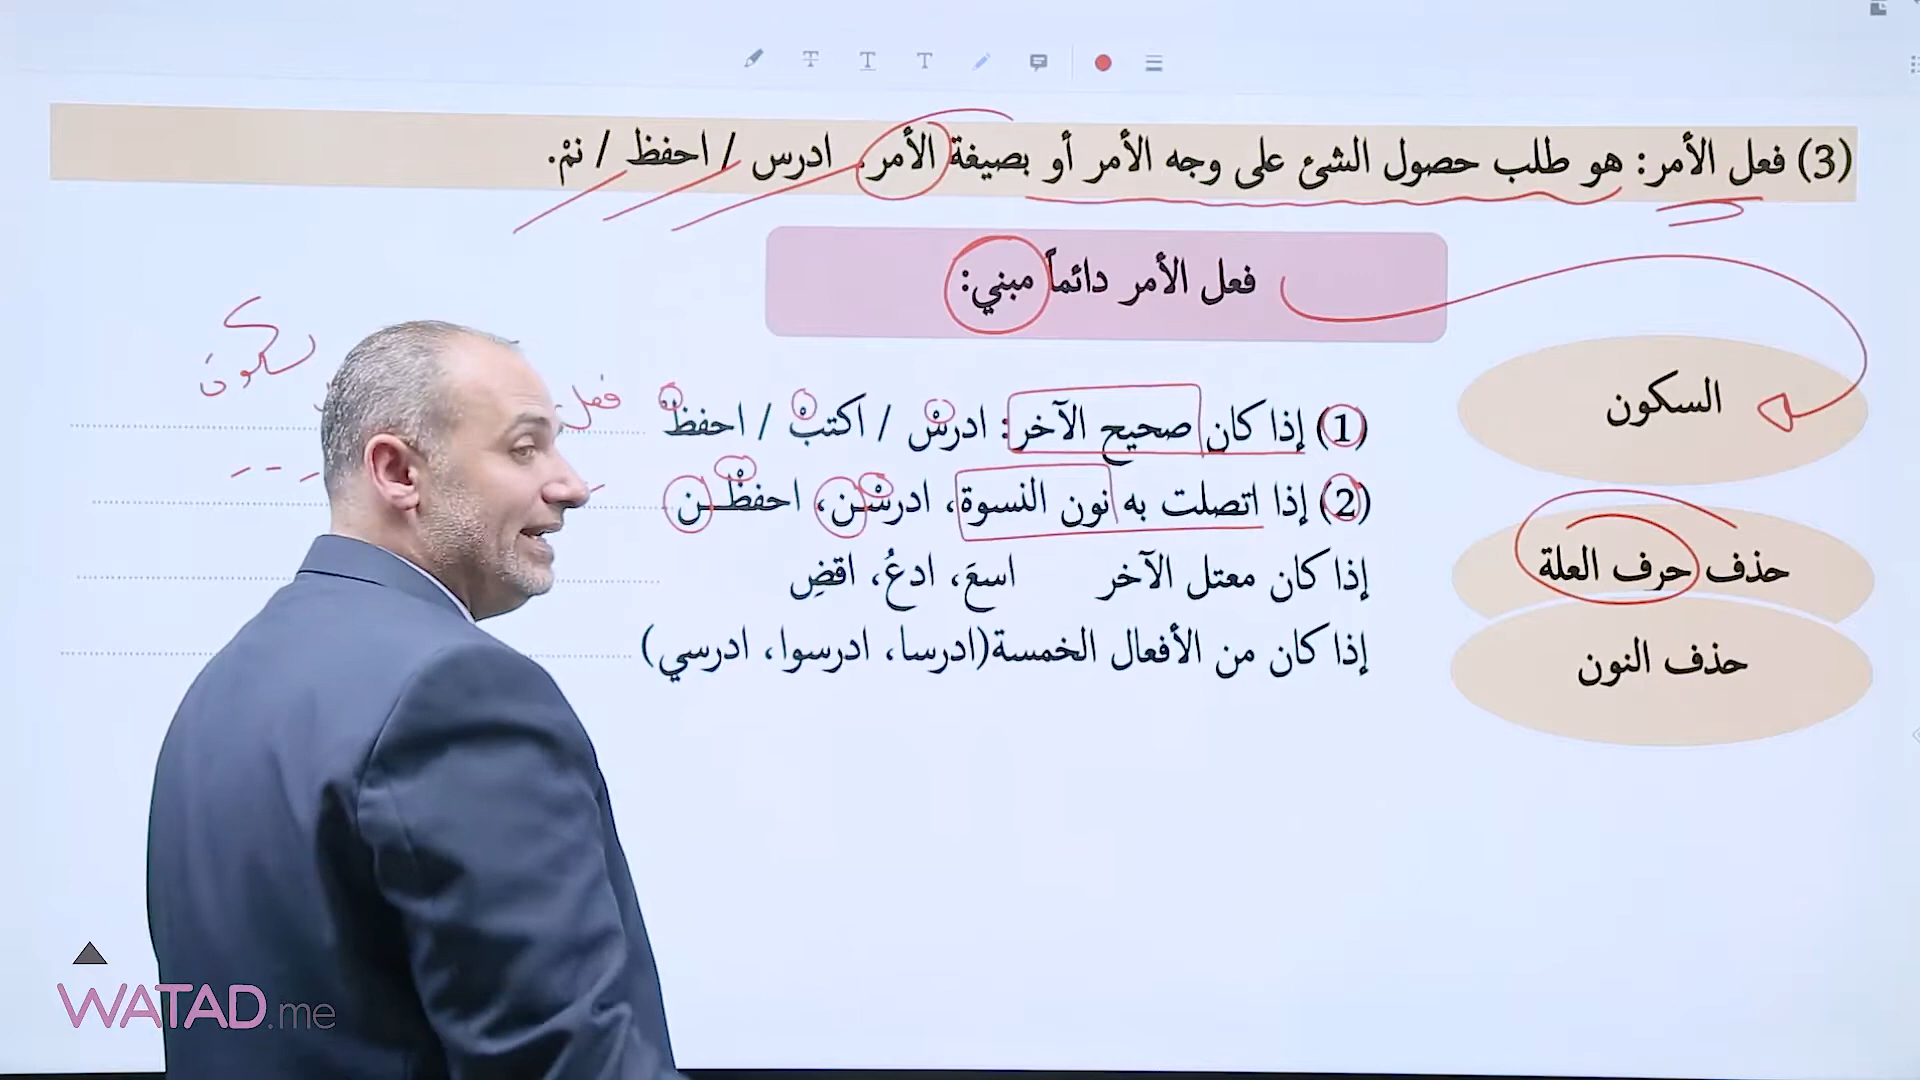 (3) فعل الأمر: هو طلب حصول الشئ على وجه الأمر أو بصيغة الأمر. ادرس / احفظ / نمْ.
فعل الأمر دائماً مبني:
السكون
(1) إذا كان صحيح الآخر: ادرسْ / اكتبْ / احفظْ
فعل
سكون
(2) إذا اتصلت به نون النسوة، ادرسْـن، احفظْـــن
حذف حرف العلة
إذا كان معتل الآخر اسعَ، ادعُ، اقضِ
حذف النون
إذا كان من الأفعال الخمسة(ادرسا، ادرسوا، ادرسي)
WATAD.me